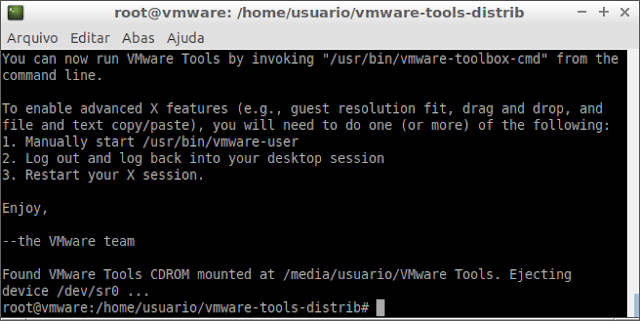 root@vmware: /home/usuario/vmware-tools-distrib
Arquivo Editar Abas Ajuda
You can now run VMware Tools by invoking "/usr/bin/vmware-toolbox-cmd" from the
command line.
To enable advanced X features (e.g., guest resolution fit, drag and drop, and
file and text copy/paste), you will need to do one (or more) of the following:
1. Manually start /usr/bin/vmware-user
2. Log out and log back into your desktop session
3. Restart your X session.
Enjoy,
--the VMware team
Found VMware Tools CDROM mounted at /media/usuario/VMware Tools. Ejecting
device /dev/sr0 ...
root@vmware:/home/usuario/vmware-tools-distrib#